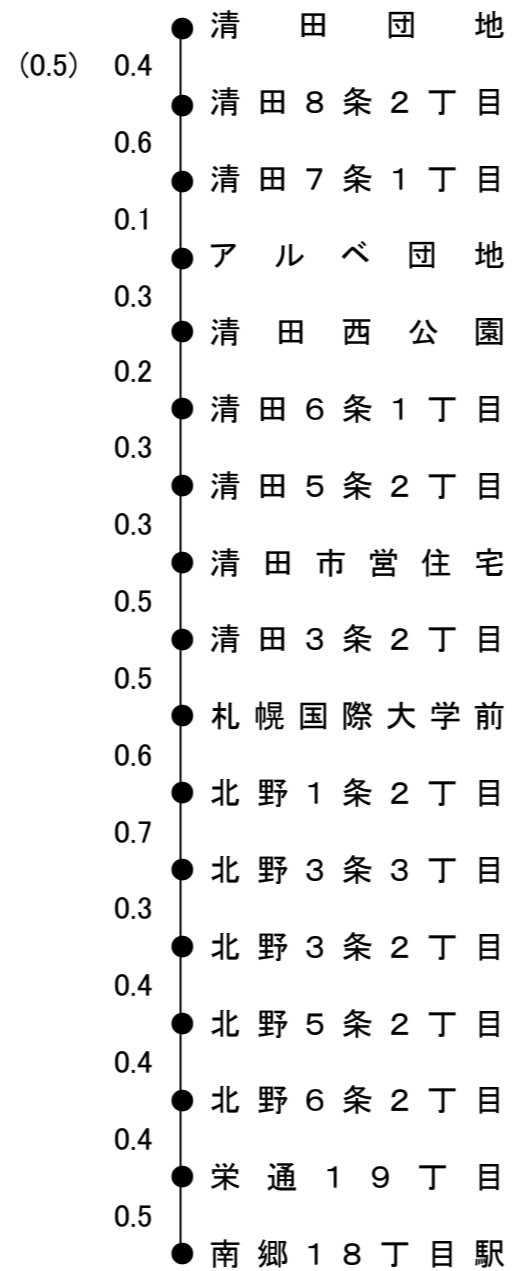 清田団地
(0.5) 0.4
清田8条2丁目
0.6
清田7条1丁目
0.1
アルベ団地
0.3
清田西公園
0.2
清田6条1丁目
0.3
清田5条2丁目
0.3
清田市営住宅
0.5
清田3条2丁目
0.5
札幌国際大学前
0.6
北野1条2丁目
0.7
北野3条3丁目
0.3
北野3条2丁目
0.4
北野5条2丁目
0.4
北野6条2丁目
0.4
栄通19丁目
0.5
南郷18丁目駅